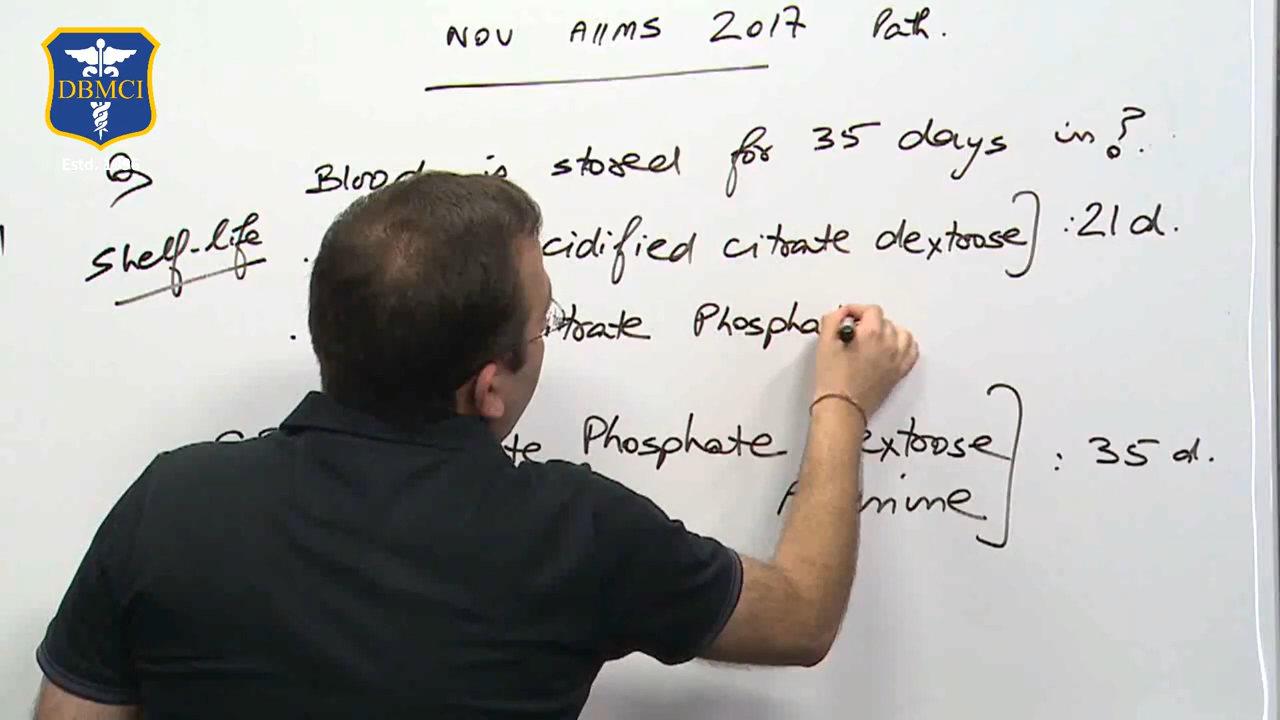 DBMCI
NOV AIIMS 2017 Path.
Q Blood is stored for 35 days in?
Shelf-life cidified citrate dextrose] : 21 d.
trate Phospha
te Phosphate extrose
nine ] : 35 d.